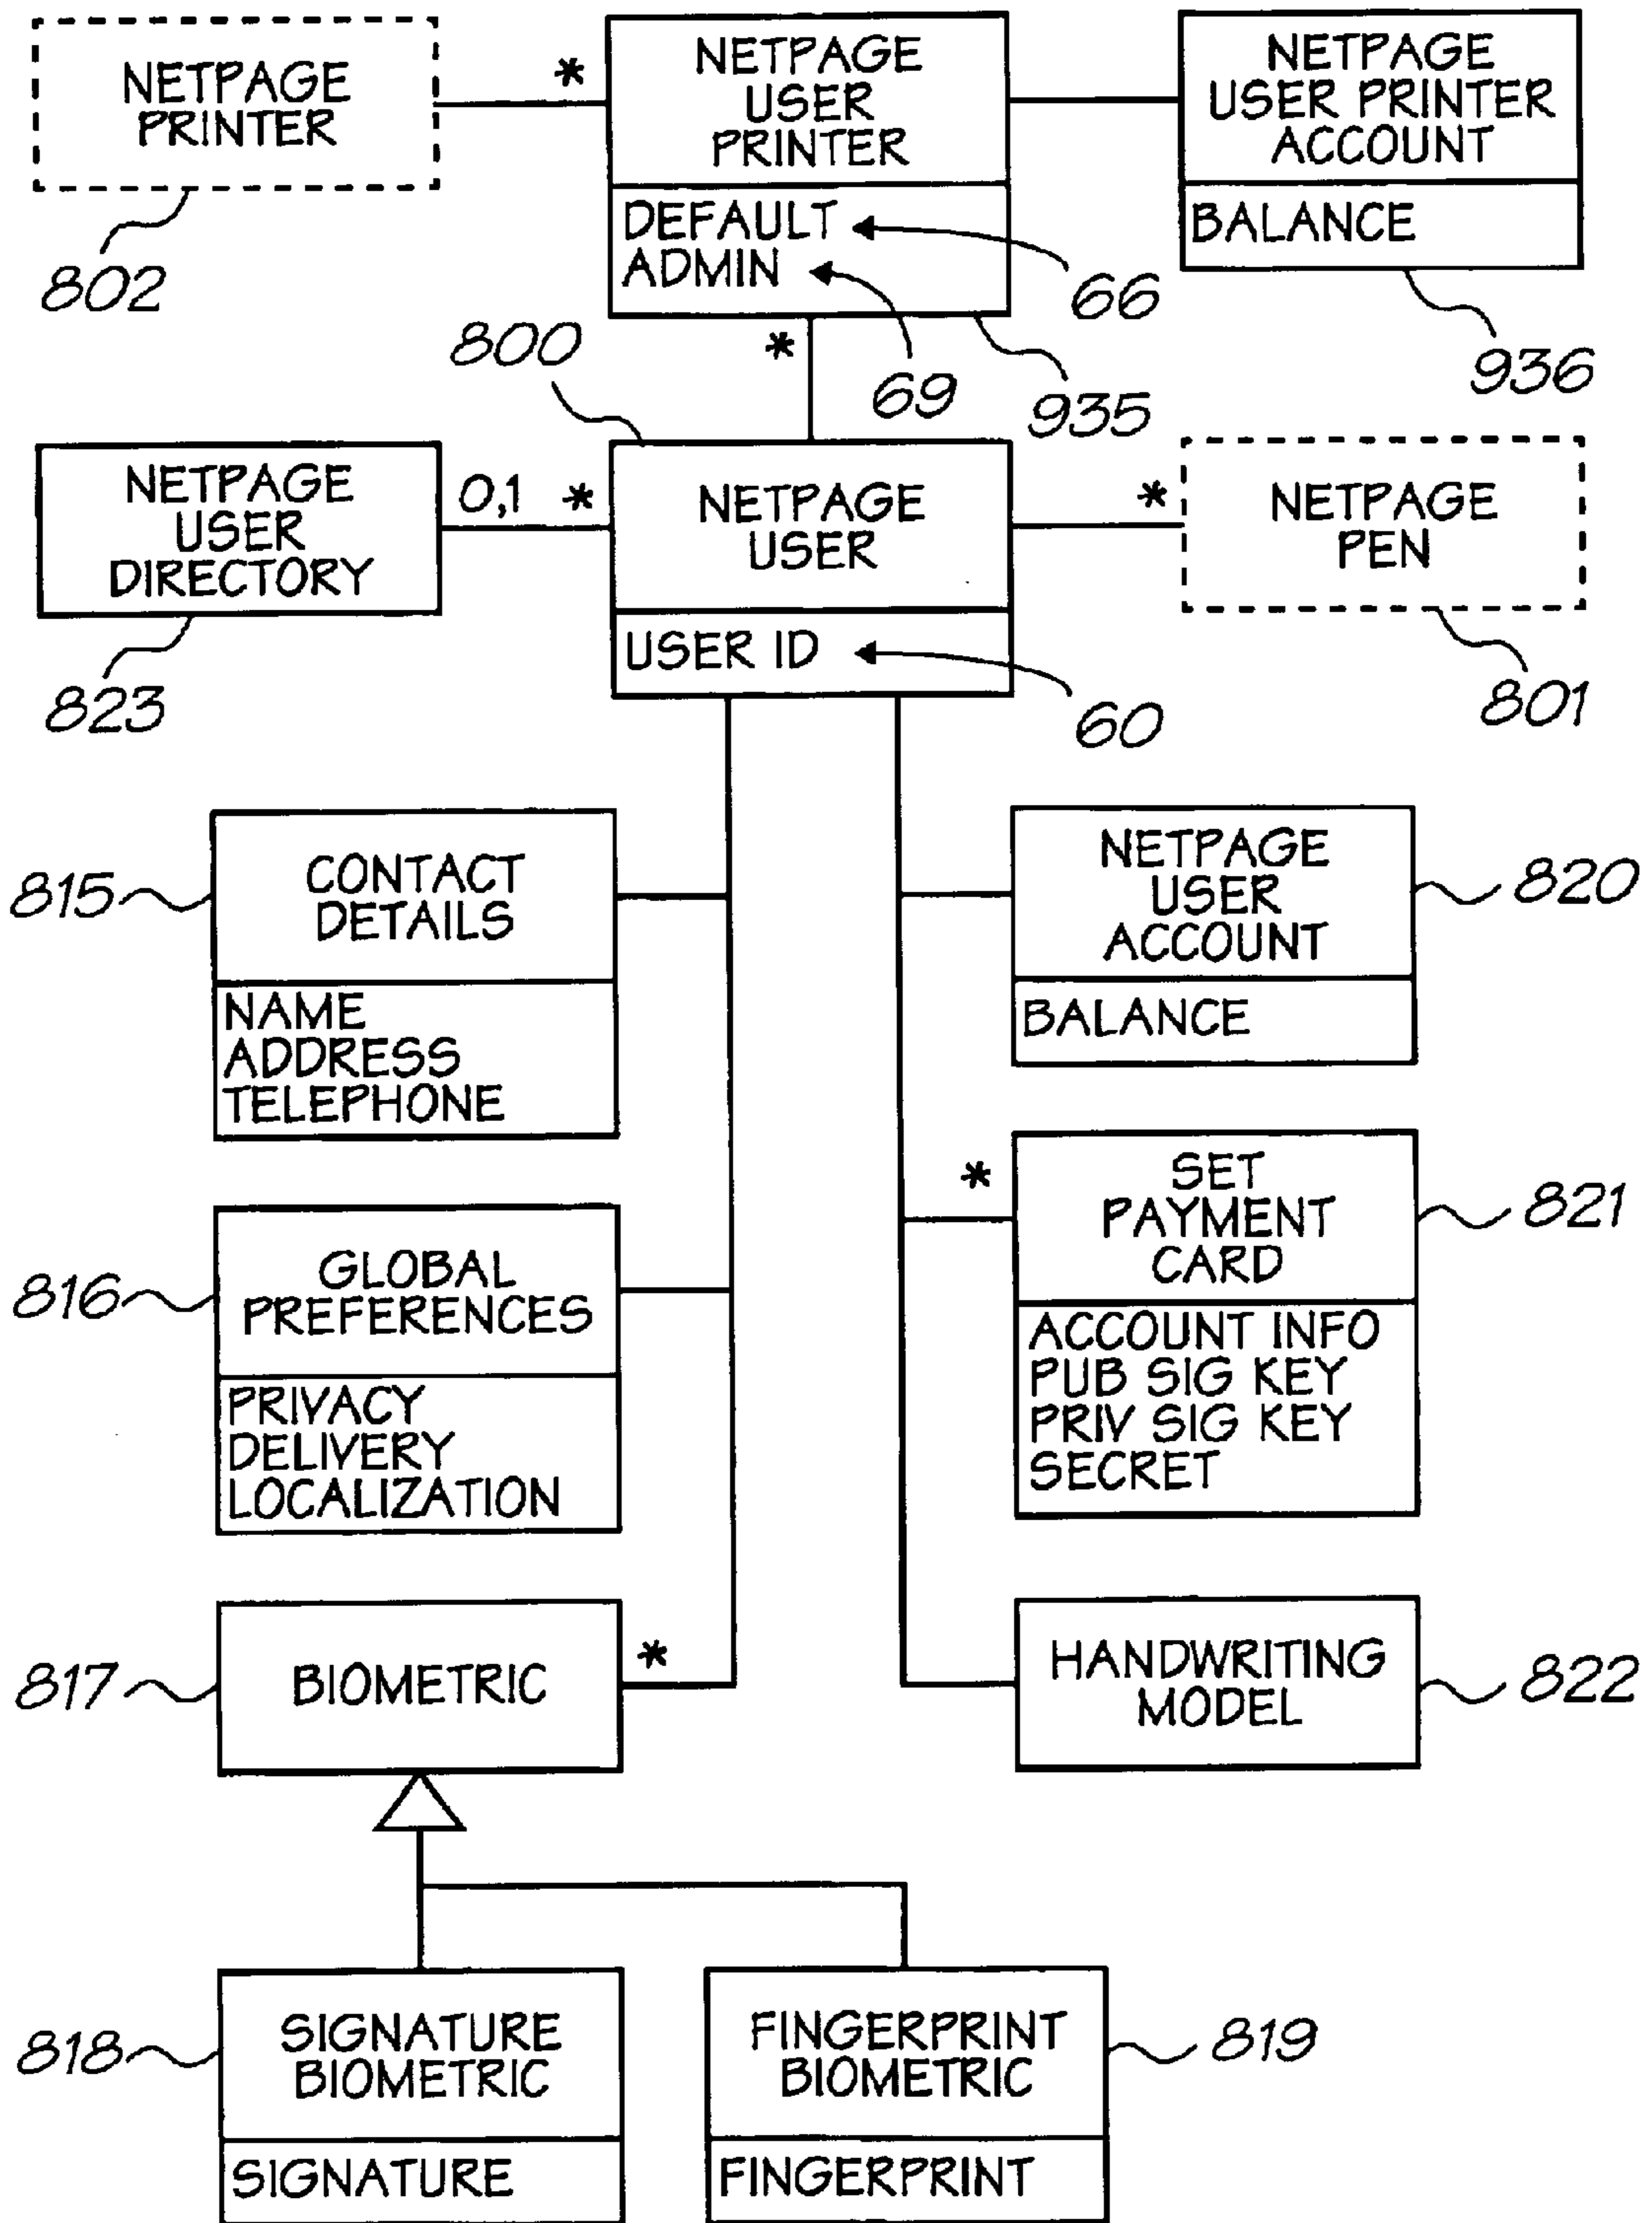 NETPAGE
PRINTER
802
*
NETPAGE
USER
PRINTER
DEFAULT
ADMIN
66
69
935
*
NETPAGE
USER PRINTER
ACCOUNT
BALANCE
936
800
NETPAGE
USER
DIRECTORY
823
0,1 *
NETPAGE
USER
USER ID
60
*
NETPAGE
PEN
801
815
CONTACT
DETAILS
NAME
ADDRESS
TELEPHONE
NETPAGE
USER
ACCOUNT
BALANCE
820
816
GLOBAL
PREFERENCES
PRIVACY
DELIVERY
LOCALIZATION
*
SET
PAYMENT
CARD
ACCOUNT INFO
PUB SIG KEY
PRIV SIG KEY
SECRET
821
817
BIOMETRIC
*
HANDWRITING
MODEL
822
818
SIGNATURE
BIOMETRIC
SIGNATURE
FINGERPRINT
BIOMETRIC
FINGERPRINT
819